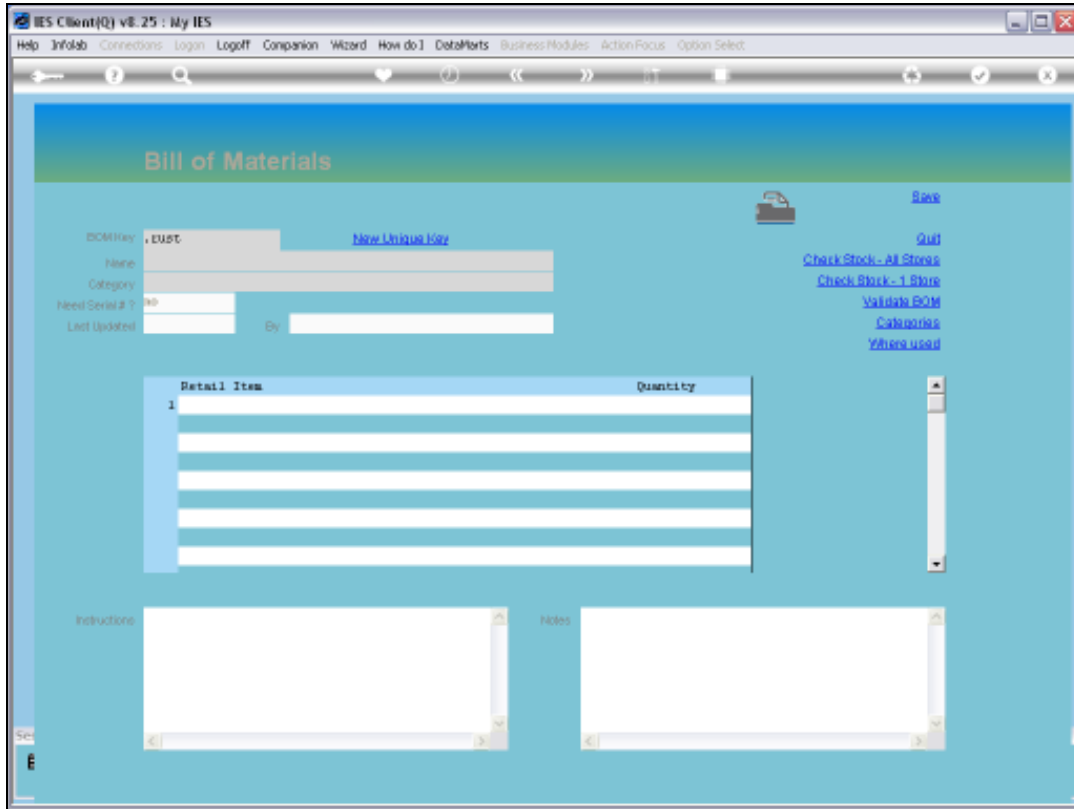 IES Client(Q) v8.25 : My IES
Help Infolab Connections Logon Logoff Companion Wizard How do I DataMarts Business Modules Action Focus Option Select
Bill of Materials
Save
BOM Key New Unique Key Quit
Name Check Stock - All Stores
Category Check Stock - 1 Store
Need Serial # ? no Validate BOM
Last Updated By Categories
Where used
Retail Item Quantity
1
Instructions Notes